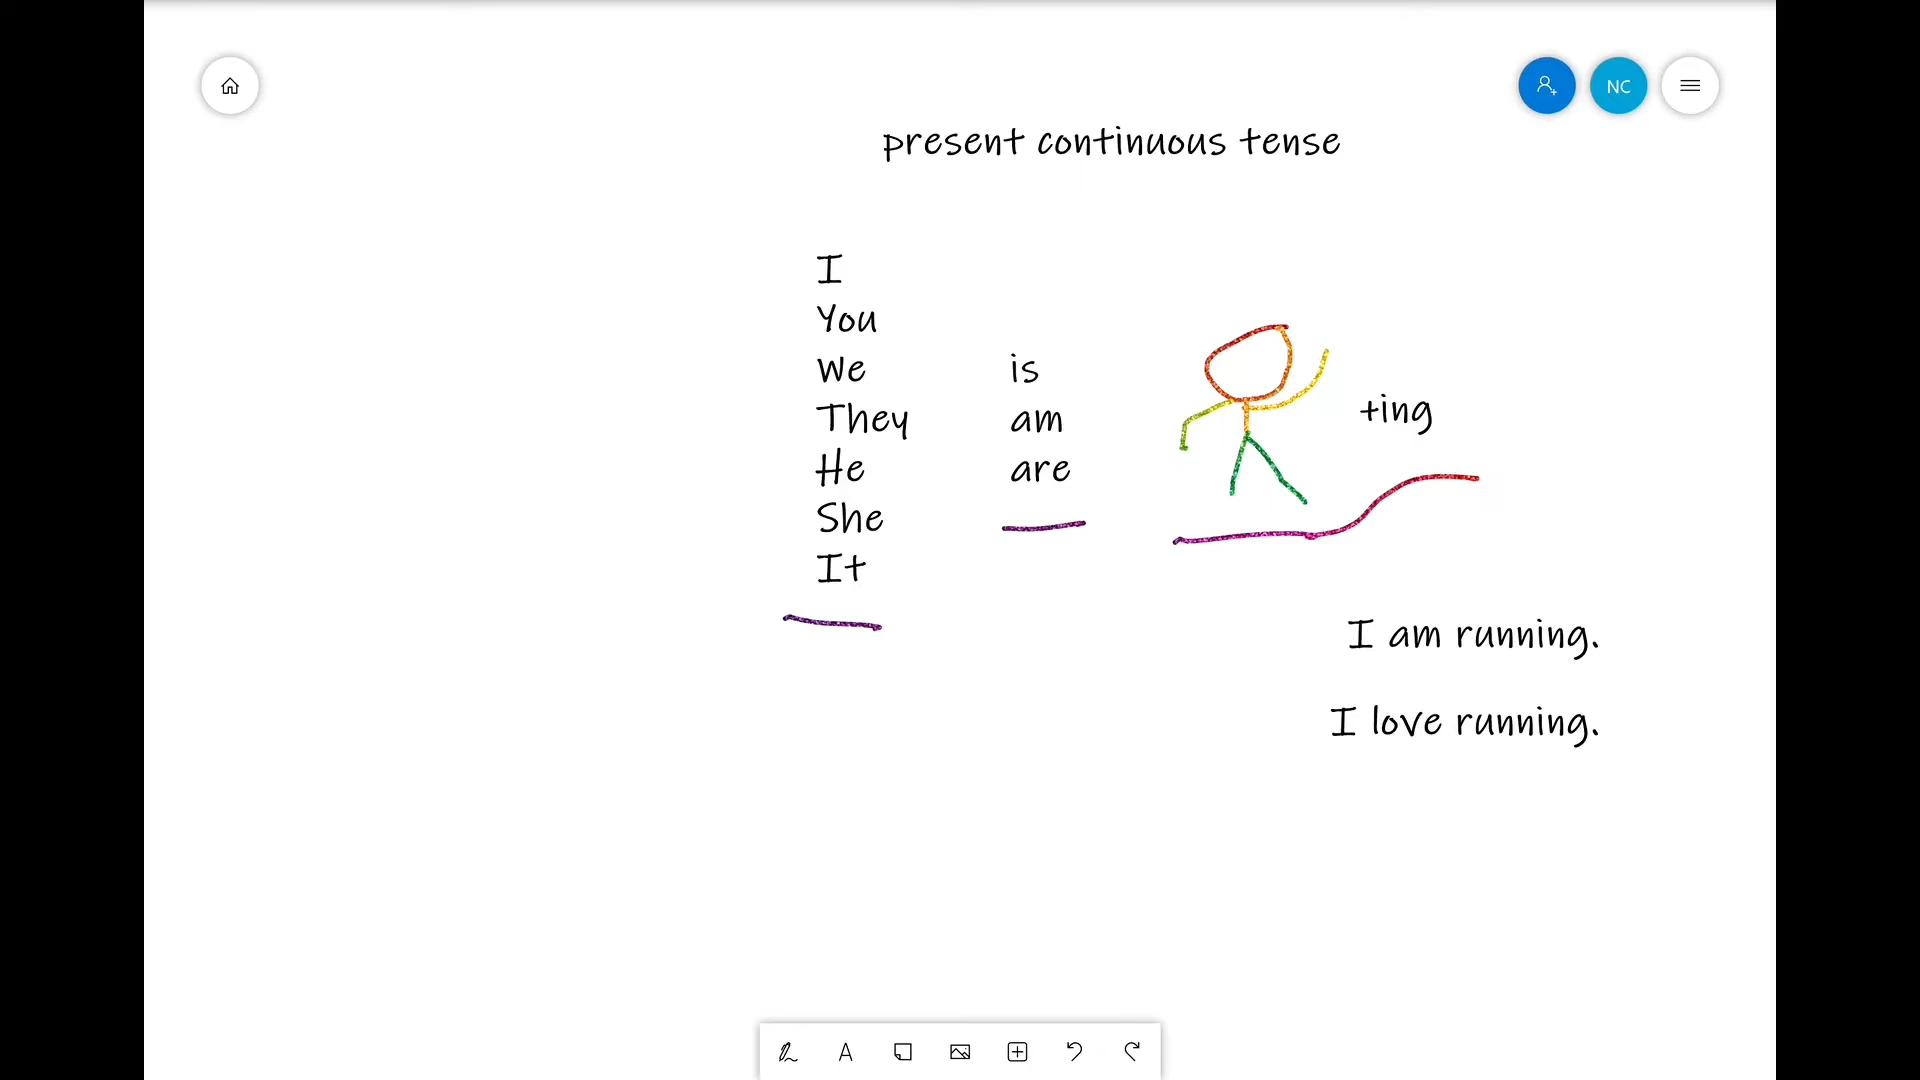 NC
present continuous tense
I
You
We
They
He
She
It
is
am
are
+ing
I am running.
I love running.